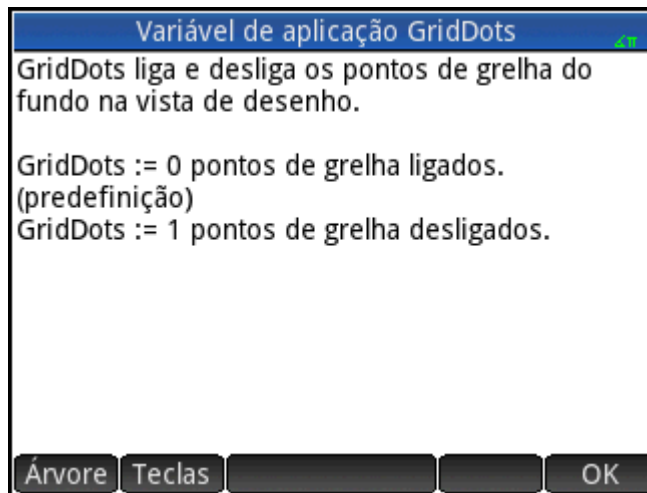 Variável de aplicação GridDots
∡π
GridDots liga e desliga os pontos de grelha do
fundo na vista de desenho.
GridDots := 0 pontos de grelha ligados.
(predefinição)
GridDots := 1 pontos de grelha desligados.
Árvore Teclas OK